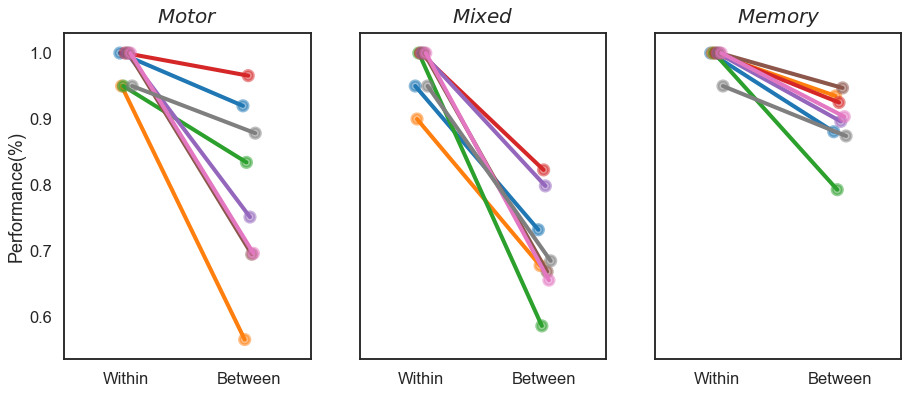 Motor
Mixed
Memory
Performance(%)
1.0
0.9
0.8
0.7
0.6
Within
Between
Within
Between
Within
Between